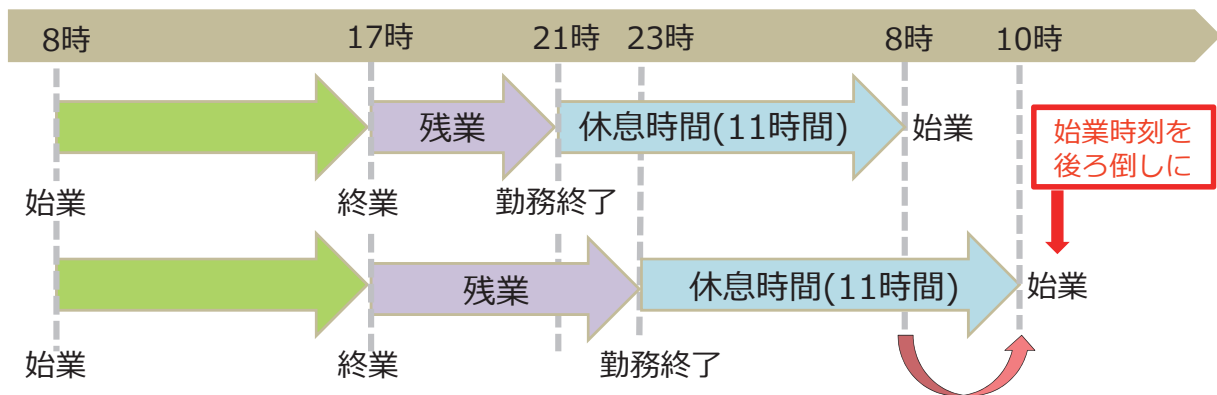 8時 17時 21時 23時 8時 10時
残業 休息時間(11時間) 始業
始業時刻を
後ろ倒しに
始業 終業 勤務終了
残業 休息時間(11時間) 始業
始業 終業 勤務終了